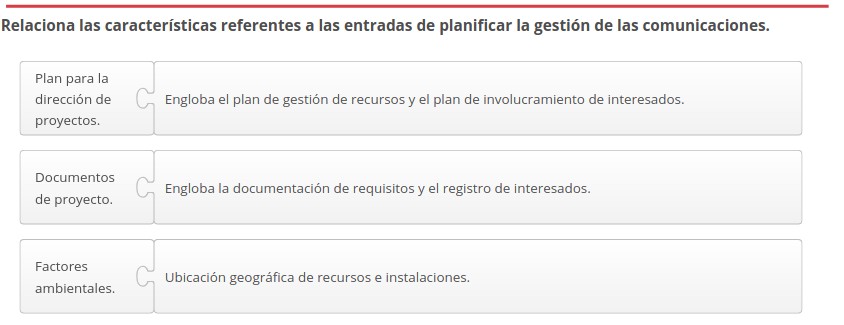 Relaciona las características referentes a las entradas de planificar la gestión de las comunicaciones.
Plan para la
dirección de
proyectos.
Engloba el plan de gestión de recursos y el plan de involucramiento de interesados.
Documentos
de proyecto.
Engloba la documentación de requisitos y el registro de interesados.
Factores
ambientales.
Ubicación geográfica de recursos e instalaciones.